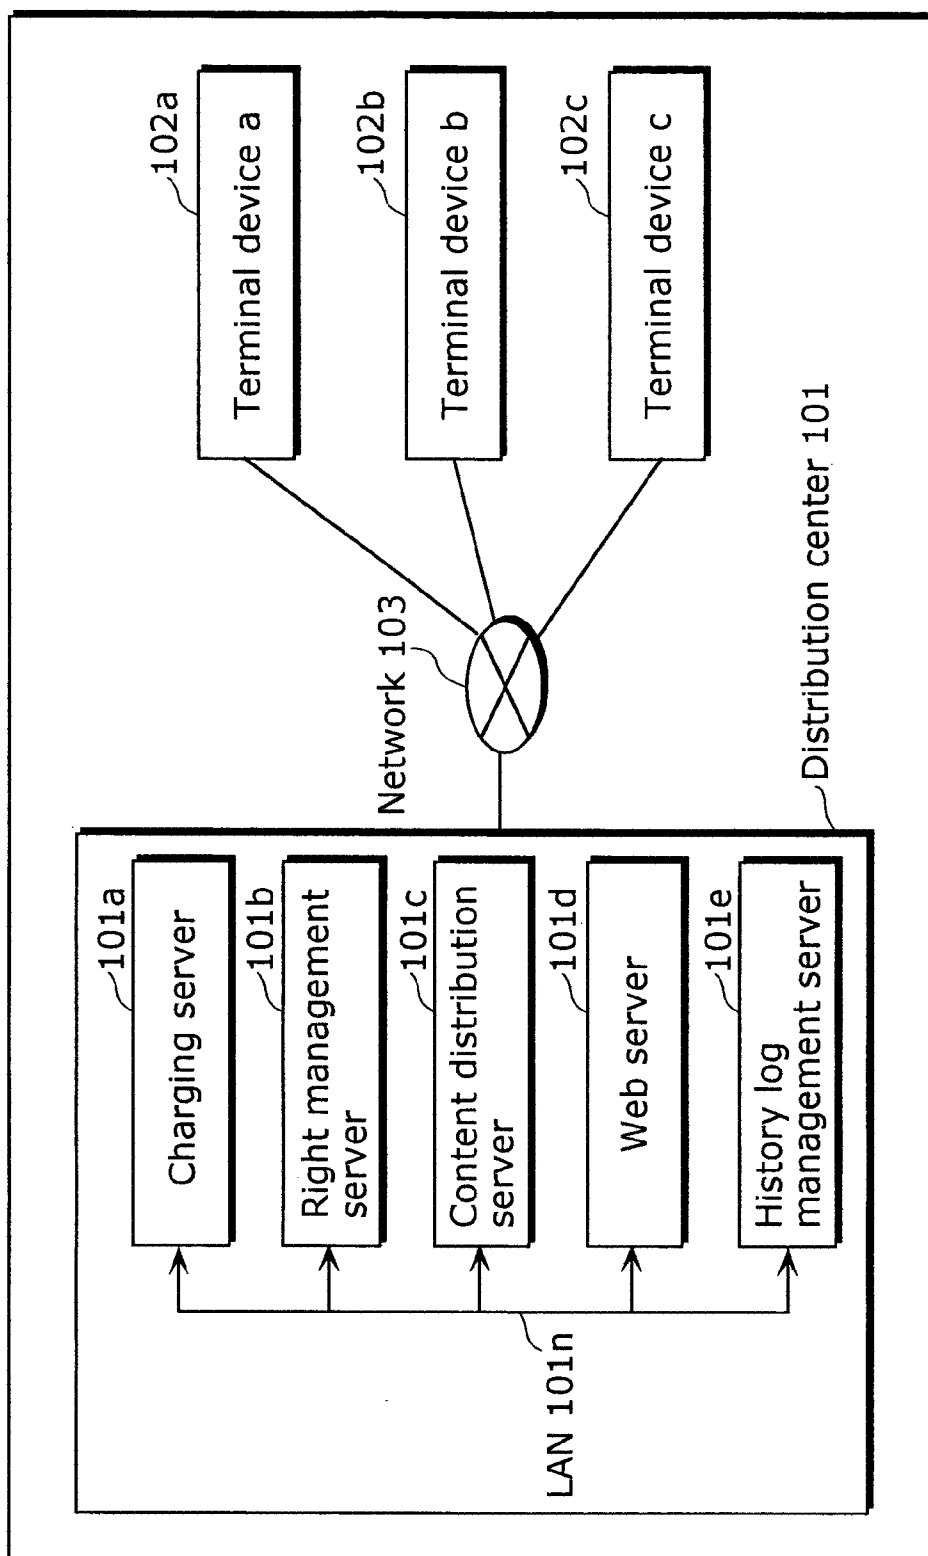 101a
Charging server
101b
Right management
server
101c
Content distribution
server
101d
Web server
101e
History log
management server
LAN 101n
Network 103
Distribution center 101
102a
Terminal device a
102b
Terminal device b
102c
Terminal device c